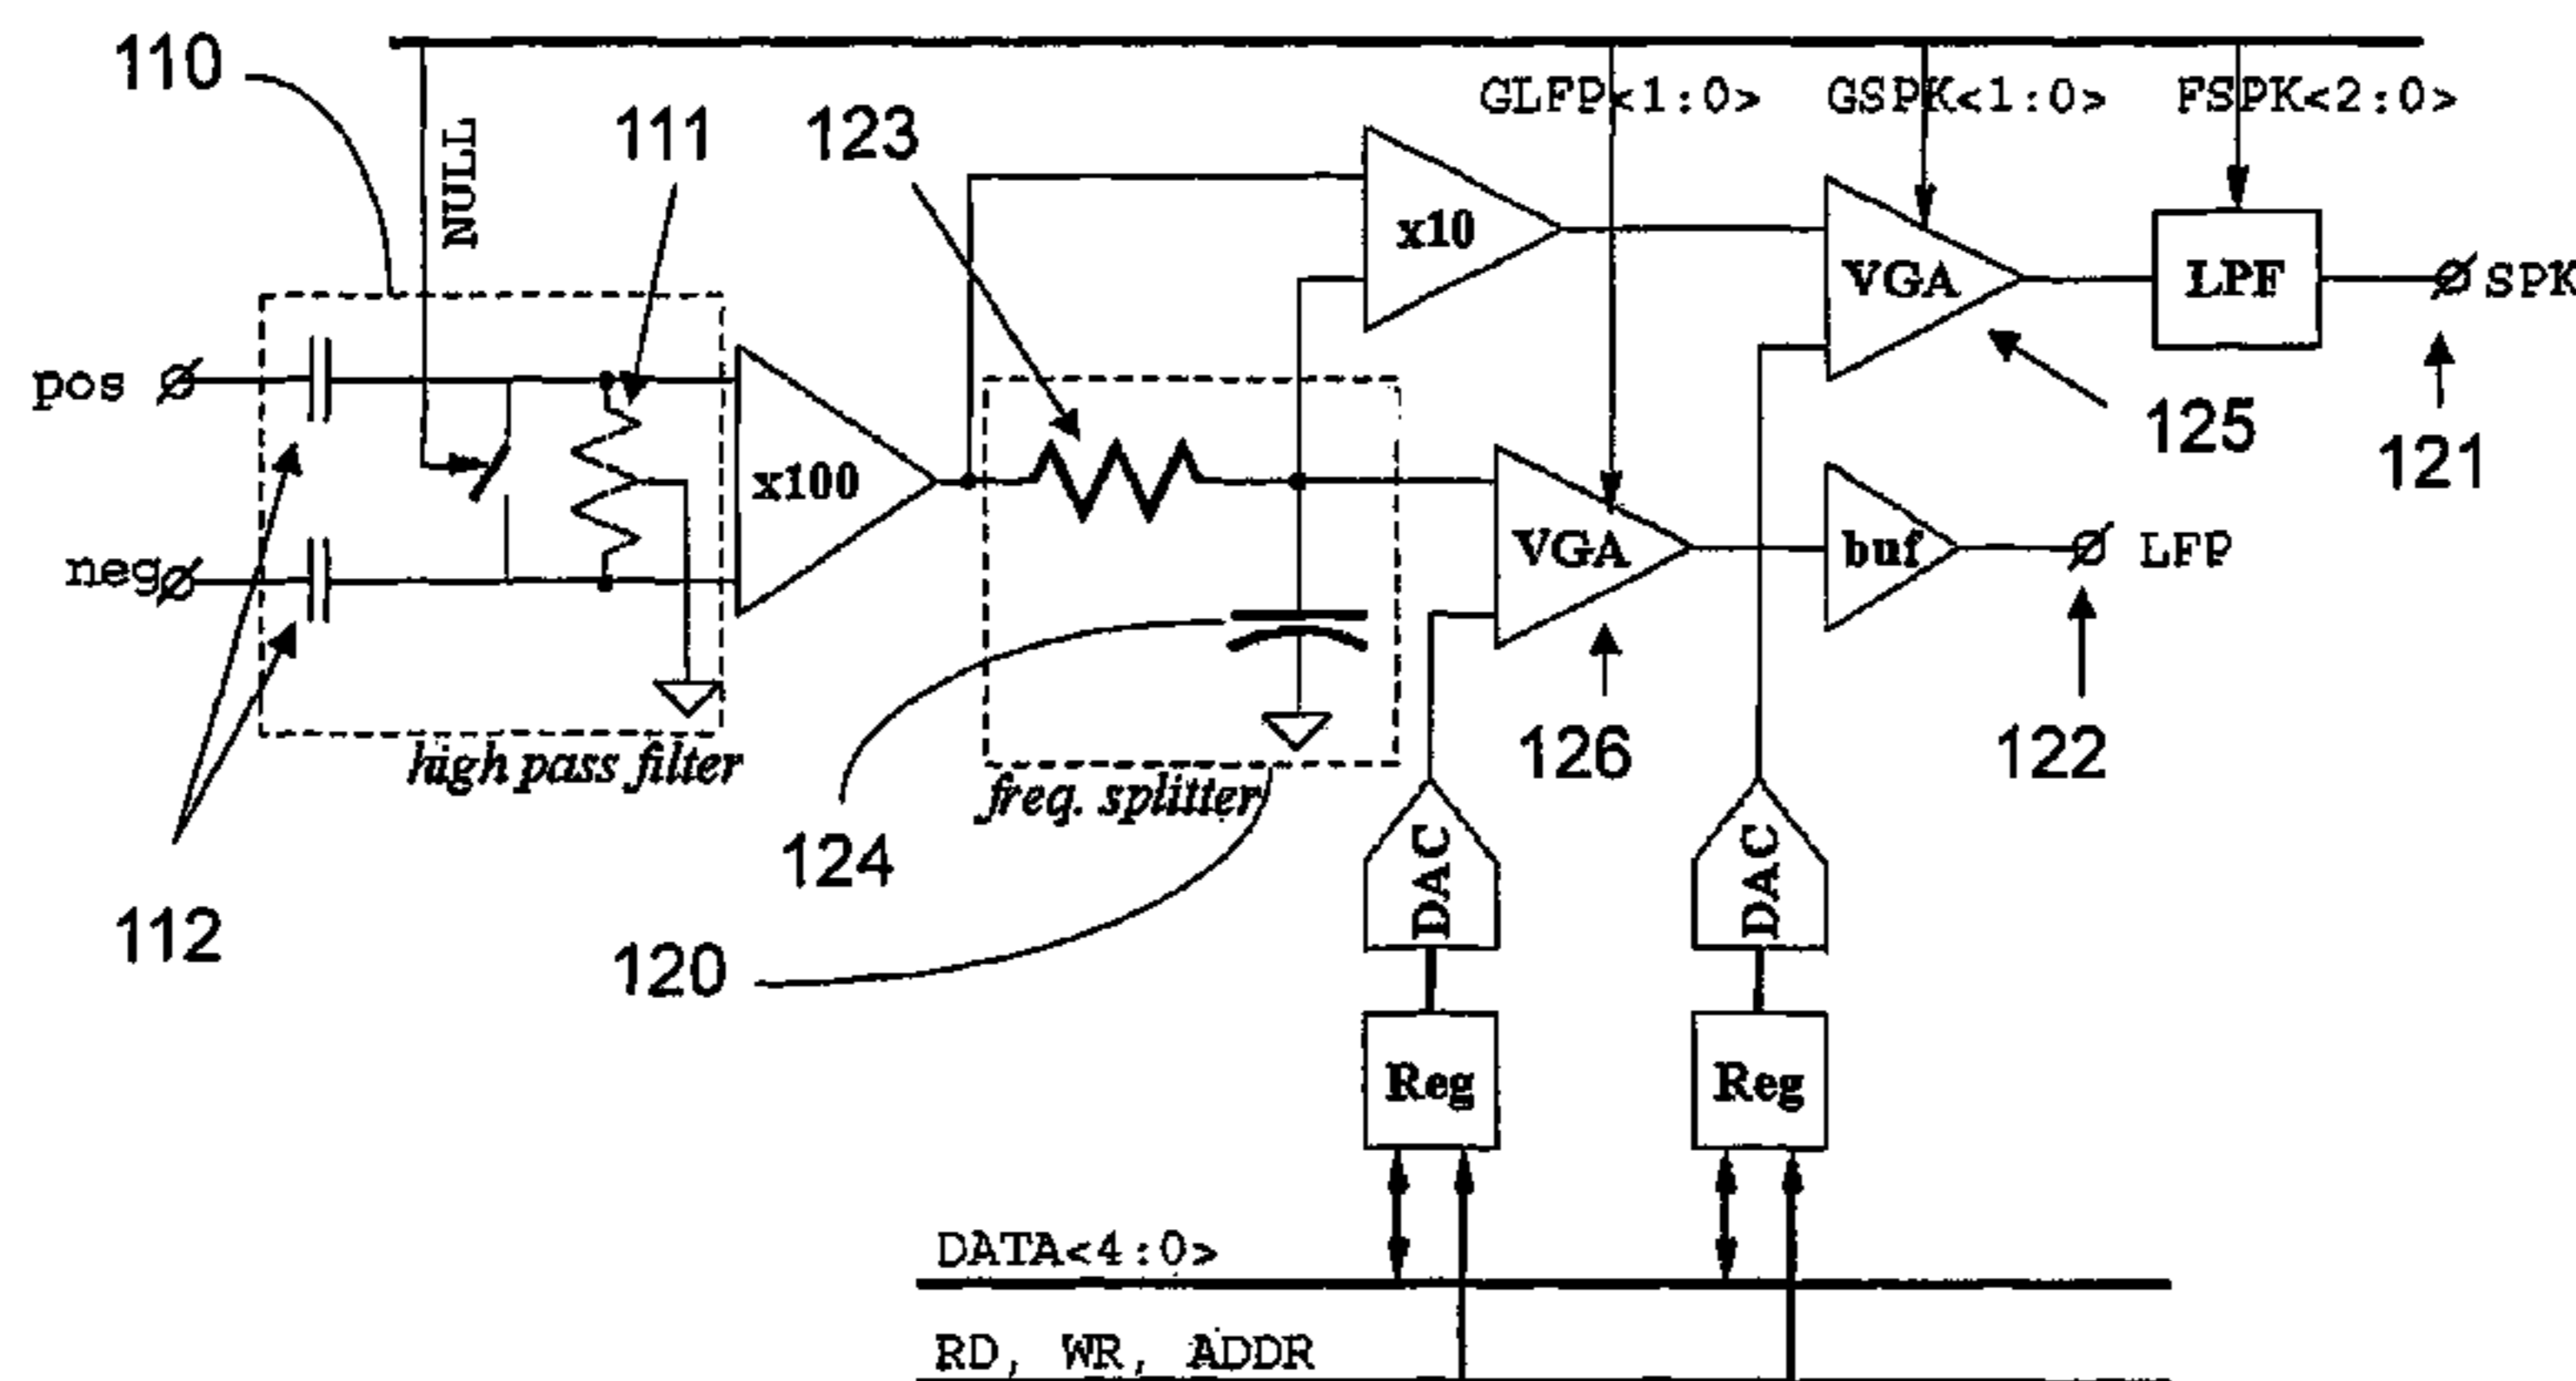 110
NULL
111
123
GLFP<1:0>
GSPK<1:0>
FSPK<2:0>
x10
VGA
LPF
SPK
pos
125
121
x100
neg
VGA
buf
LFP
high pass filter
freq. splitter
126
122
124
112
120
DAC
DAC
Reg
Reg
DATA<4:0>
RD, WR, ADDR